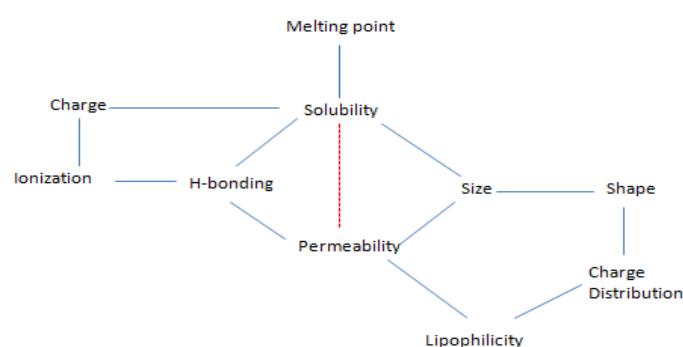 Melting point
Charge
Solubility
Ionization
H-bonding
Size
Shape
Permeability
Charge
Distribution
Lipophilicity